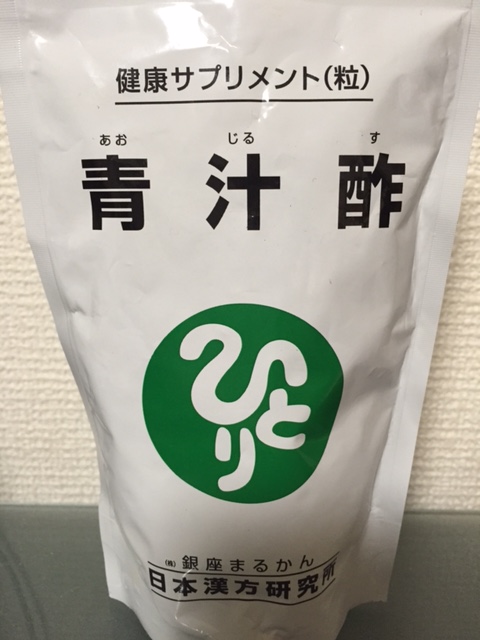 健康サプリメント(粒)
あお じる す
青汁酢
ひとり
(株)銀座まるかん
日本漢方研究所